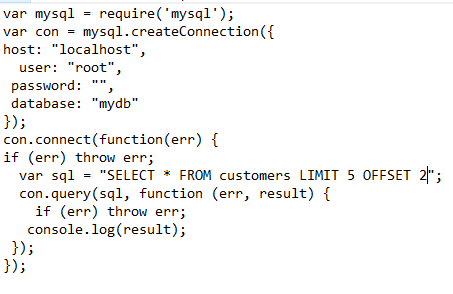 var mysql = require('mysql');
var con = mysql.createConnection({
host: "localhost",
  user: "root",
 password: "",
 database: "mydb"
});
con.connect(function(err) {
if (err) throw err;
  var sql = "SELECT * FROM customers LIMIT 5 OFFSET 2";
  con.query(sql, function (err, result) {
    if (err) throw err;
   console.log(result);
 });
});